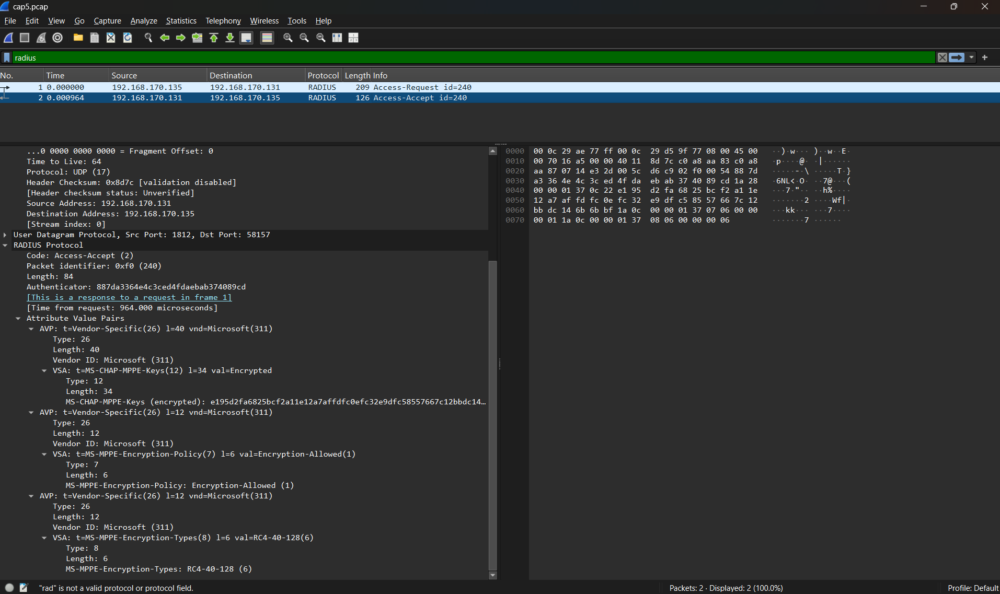 cap5.pcap
File Edit View Go Capture Analyze Statistics Telephony Wireless Tools Help
radius
No. Time Source Destination Protocol Length Info
1 0.000000 192.168.170.135 192.168.170.131 RADIUS 209 Access-Request id=240
2 0.000964 192.168.170.131 192.168.170.135 RADIUS 126 Access-Accept id=240
...0 0000 0000 0000 = Fragment Offset: 0
Time to Live: 64
Protocol: UDP (17)
Header Checksum: 0x8d7c [validation disabled]
[Header checksum status: Unverified]
Source Address: 192.168.170.131
Destination Address: 192.168.170.135
[Stream index: 0]
User Datagram Protocol, Src Port: 1812, Dst Port: 58157
RADIUS Protocol
Code: Access-Accept (2)
Packet identifier: 0xf0 (240)
Length: 84
Authenticator: 887da3364e4c3ced4fdaebab374089cd
[This is a response to a request in frame 1]
[Time from request: 964.000 microseconds]
Attribute Value Pairs
AVP: t=Vendor-Specific(26) l=40 vnd=Microsoft(311)
Type: 26
Length: 40
Vendor ID: Microsoft (311)
VSA: t=MS-CHAP-MPPE-Keys(12) l=34 val=Encrypted
Type: 12
Length: 34
MS-CHAP-MPPE-Keys (encrypted): e195d2fa6825bcf2a11e12a7affdfc0efc32e9dfc58557667c12bbdc14…
AVP: t=Vendor-Specific(26) l=12 vnd=Microsoft(311)
Type: 26
Length: 12
Vendor ID: Microsoft (311)
VSA: t=MS-MPPE-Encryption-Policy(7) l=6 val=Encryption-Allowed(1)
Type: 7
Length: 6
MS-MPPE-Encryption-Policy: Encryption-Allowed (1)
AVP: t=Vendor-Specific(26) l=12 vnd=Microsoft(311)
Type: 26
Length: 12
Vendor ID: Microsoft (311)
VSA: t=MS-MPPE-Encryption-Types(8) l=6 val=RC4-40-128(6)
Type: 8
Length: 6
MS-MPPE-Encryption-Types: RC4-40-128 (6)
0000 00 0c 29 ae 77 ff 00 0c 29 d5 9f 77 08 00 45 00 ··)·w··· )··w··E·
0010 00 70 16 a5 00 00 40 11 8d 7c c0 a8 aa 83 c0 a8 ·p····@· ·|······
0020 aa 87 07 14 e3 2d 00 5c d6 c9 02 f0 00 54 88 7d ·····-·\ ·····T·}
0030 a3 36 4e 4c 3c ed 4f da eb ab 37 40 89 cd 1a 28 ·6NL<·O· ··7@···(
0040 00 00 01 37 0c 22 e1 95 d2 fa 68 25 bc f2 a1 1e ···7·"·· ··h%····
0050 12 a7 af fd fc 0e fc 32 e9 df c5 85 57 66 7c 12 ·······2 ····Wf|·
0060 bb dc 14 6b 6b bf 1a 0c 00 00 01 37 07 06 00 00 ···kk··· ···7····
0070 00 01 1a 0c 00 00 01 37 08 06 00 00 00 06 ·······7 ······
"rad" is not a valid protocol or protocol field. Packets: 2 · Displayed: 2 (100.0%) Profile: Default